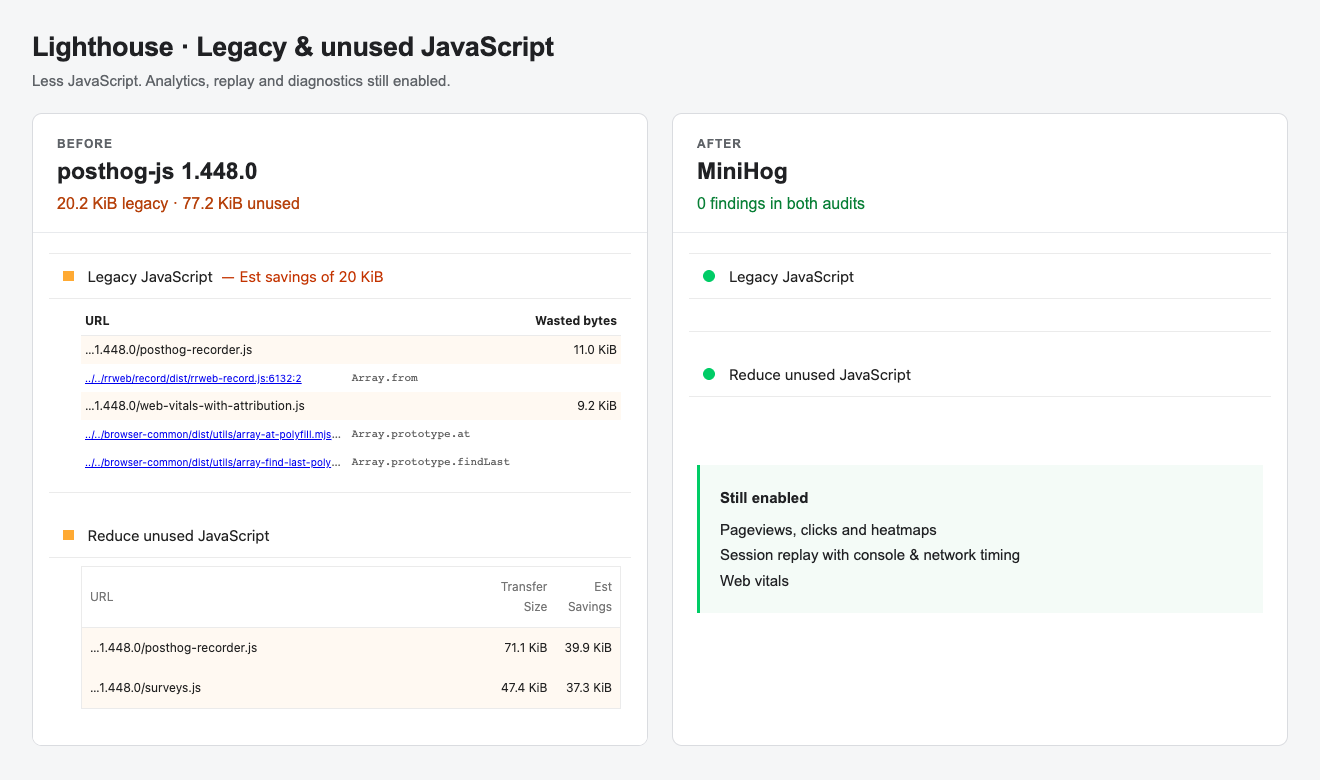 Lighthouse · Legacy & unused JavaScript
Less JavaScript. Analytics, replay and diagnostics still enabled.
BEFORE
posthog-js 1.448.0
20.2 KiB legacy · 77.2 KiB unused
Legacy JavaScript — Est savings of 20 KiB
URL Wasted bytes
…1.448.0/posthog-recorder.js 11.0 KiB
../../rrweb/record/dist/rrweb-record.js:6132:2 Array.from
…1.448.0/web-vitals-with-attribution.js 9.2 KiB
../../browser-common/dist/utils/array-at-polyfill.mjs… Array.prototype.at
../../browser-common/dist/utils/array-find-last-poly… Array.prototype.findLast
Reduce unused JavaScript
URL Transfer Size Est Savings
…1.448.0/posthog-recorder.js 71.1 KiB 39.9 KiB
…1.448.0/surveys.js 47.4 KiB 37.3 KiB
AFTER
MiniHog
0 findings in both audits
Legacy JavaScript
Reduce unused JavaScript
Still enabled
Pageviews, clicks and heatmaps
Session replay with console & network timing
Web vitals